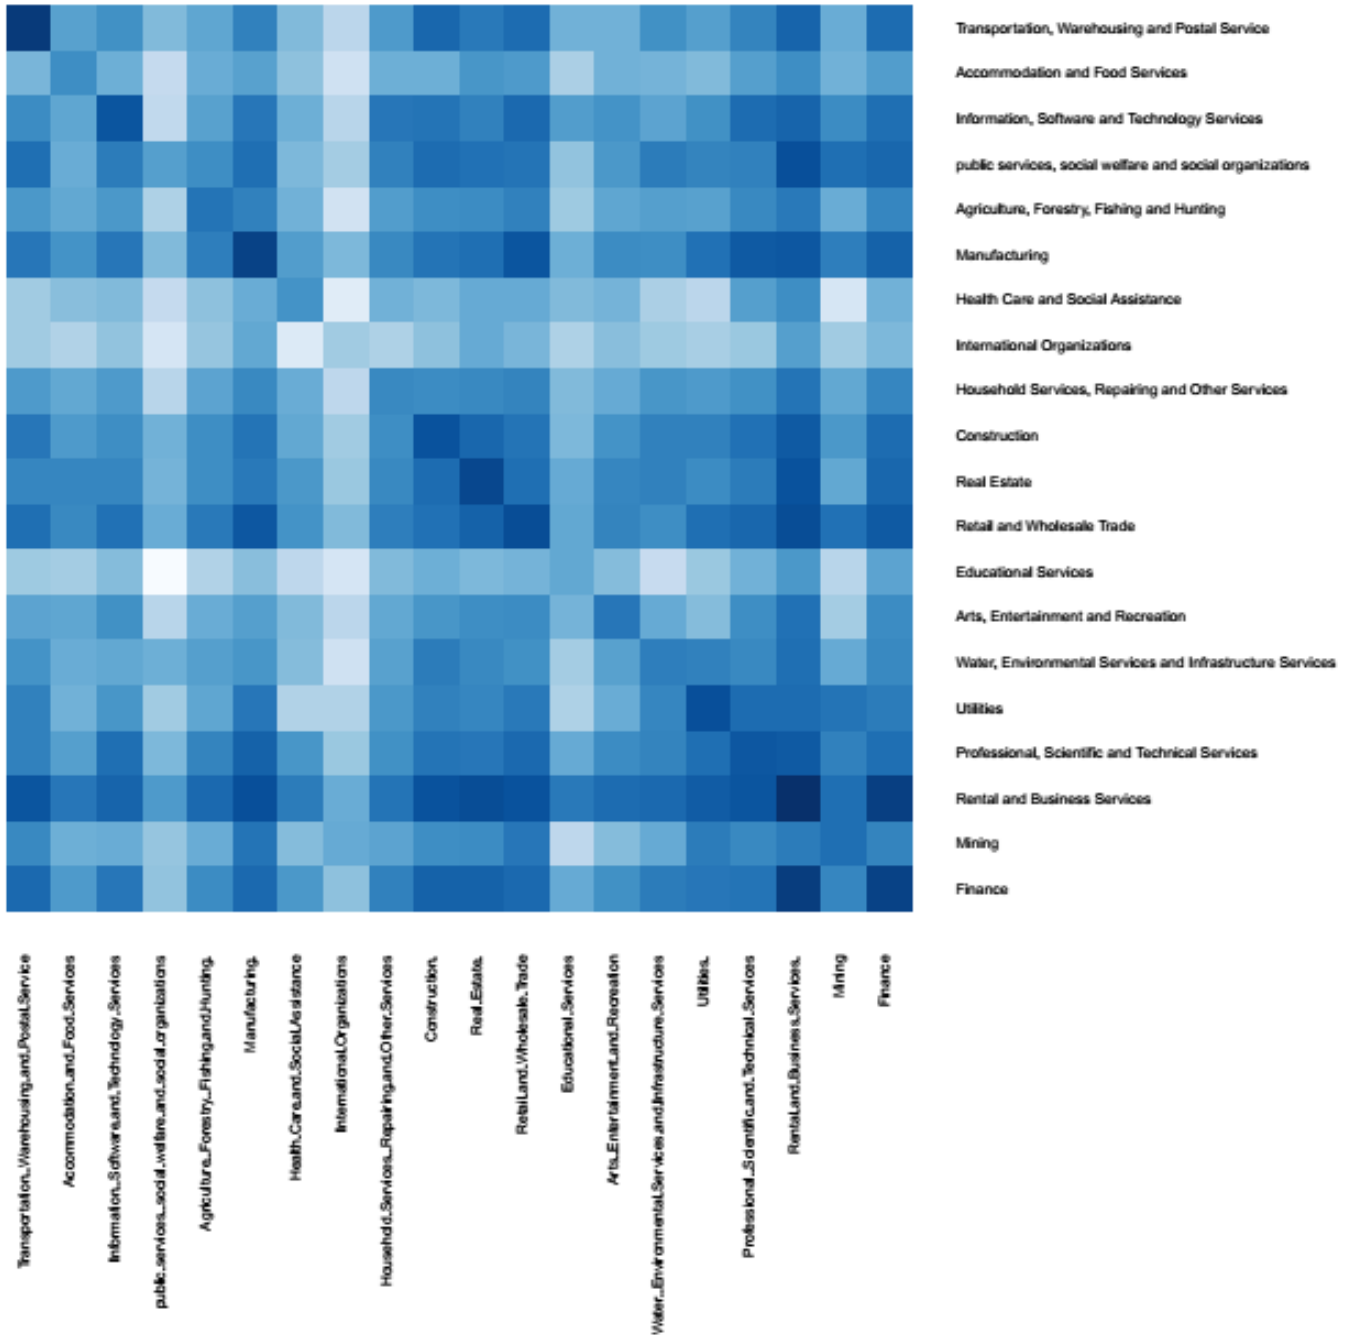 Transportation, Warehousing and Postal Service
Accommodation and Food Services
Information, Software and Technology Services
public services, social welfare and social organizations
Agriculture, Forestry, Fishing and Hunting
Manufacturing
Health Care and Social Assistance
International Organizations
Household Services, Repairing and Other Services
Construction
Real Estate
Retail and Wholesale Trade
Educational Services
Arts, Entertainment and Recreation
Water, Environmental Services and Infrastructure Services
Utilities
Professional, Scientific and Technical Services
Rental and Business Services
Mining
Finance
Transportation..Warehousing.and.Postal.Service
Accommodation.and.Food.Services
Information..Software.and.Technology.Services
public.services..social.welfare.and.social.organizations
Agriculture..Forestry..Fishing.and.Hunting.
Manufacturing.
Health.Care.and.Social.Assistance
International.Organizations
Household.Services..Repairing.and.Other.Services
Construction.
Real.Estate.
Retail.and.Wholesale.Trade
Educational.Services
Arts..Entertainment.and.Recreation
Water..Environmental.Services.and.Infrastructure.Services
Utilities.
Professional..Scientific.and.Technical.Services
Rental.and.Business.Services.
Mining
Finance